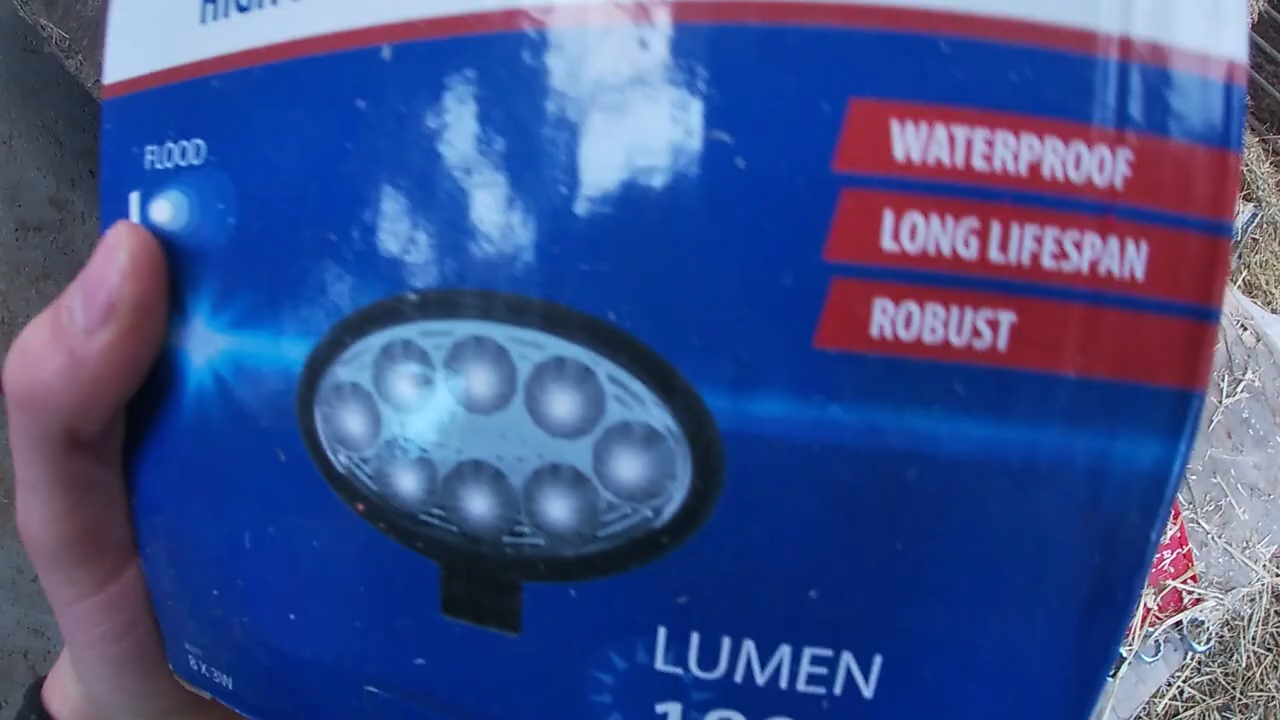 FLOOD
WATERPROOF
LONG LIFESPAN
ROBUST
8 X 3W
LUMEN